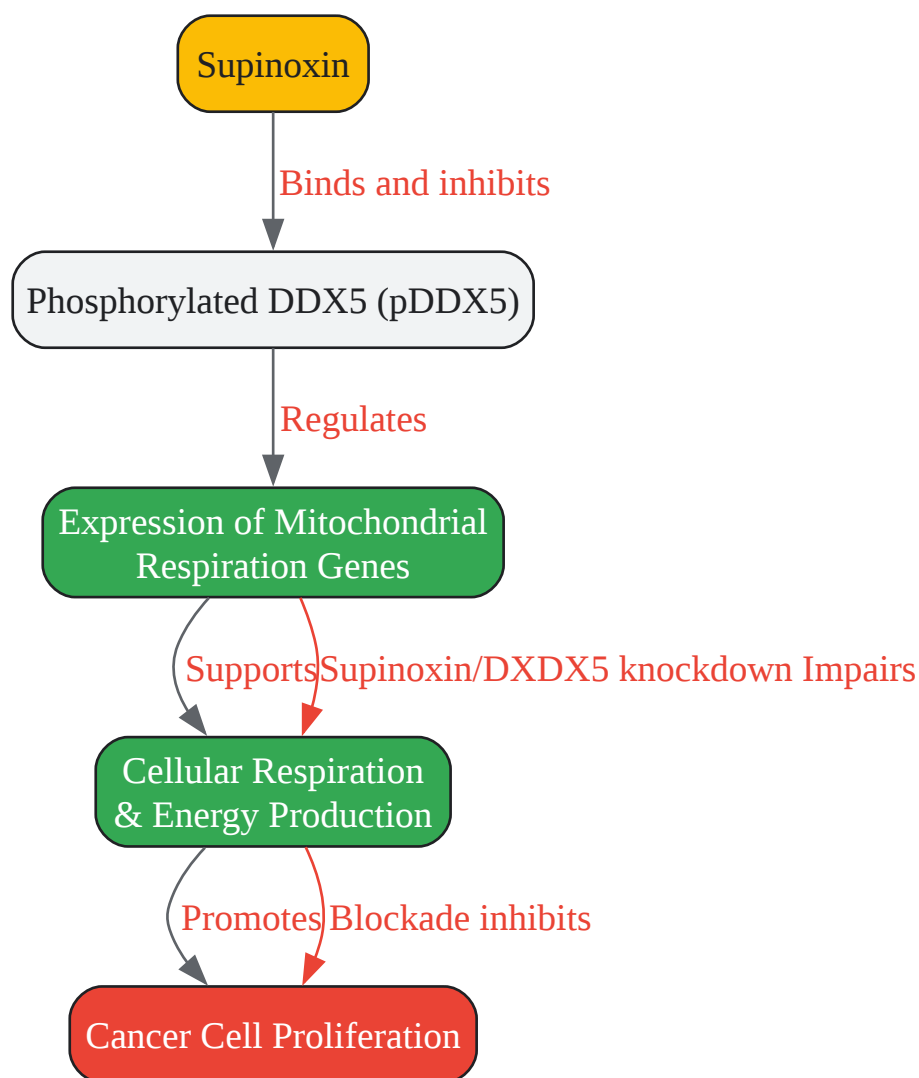 Supinoxin
Binds and inhibits
Phosphorylated DDX5 (pDDX5)
Regulates
Expression of Mitochondrial
Respiration Genes
Supports
Supinoxin/DXDX5 knockdown Impairs
Cellular Respiration
& Energy Production
Promotes
Blockade inhibits
Cancer Cell Proliferation